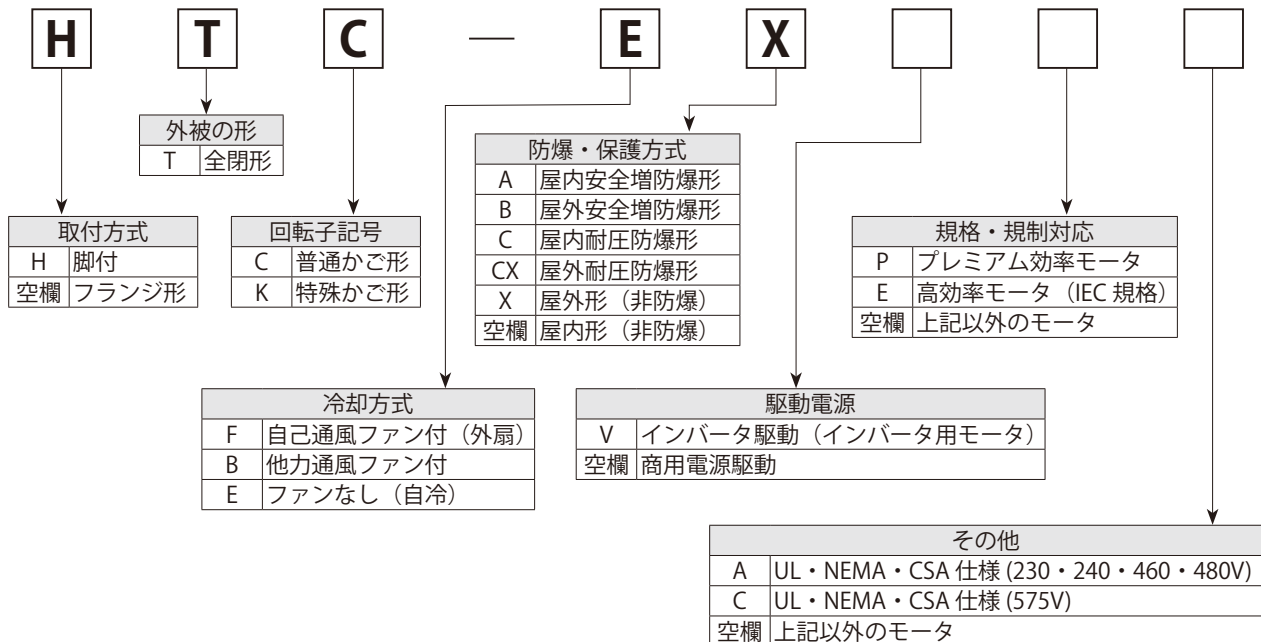 H T C — E X
外被の形
T 全閉形
防爆・保護方式
A 屋内安全増防爆形
B 屋外安全増防爆形
C 屋内耐圧防爆形
CX 屋外耐圧防爆形
X 屋外形（非防爆）
空欄 屋内形（非防爆）
取付方式
H 脚付
空欄 フランジ形
回転子記号
C 普通かご形
K 特殊かご形
規格・規制対応
P プレミアム効率モータ
E 高効率モータ（IEC 規格）
空欄 上記以外のモータ
冷却方式
F 自己通風ファン付（外扇）
B 他力通風ファン付
E ファンなし（自冷）
駆動電源
V インバータ駆動（インバータ用モータ）
空欄 商用電源駆動
その他
A UL・NEMA・CSA 仕様 (230・240・460・480V)
C UL・NEMA・CSA 仕様 (575V)
空欄 上記以外のモータ